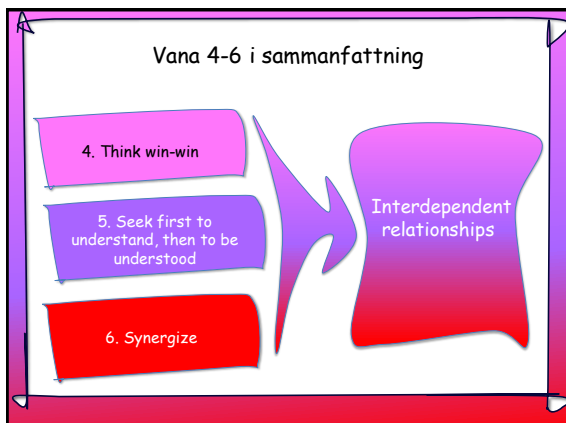 Vana 4-6 i sammanfattning
4. Think win-win
5. Seek first to
understand, then to be
understood
6. Synergize
Interdependent
relationships